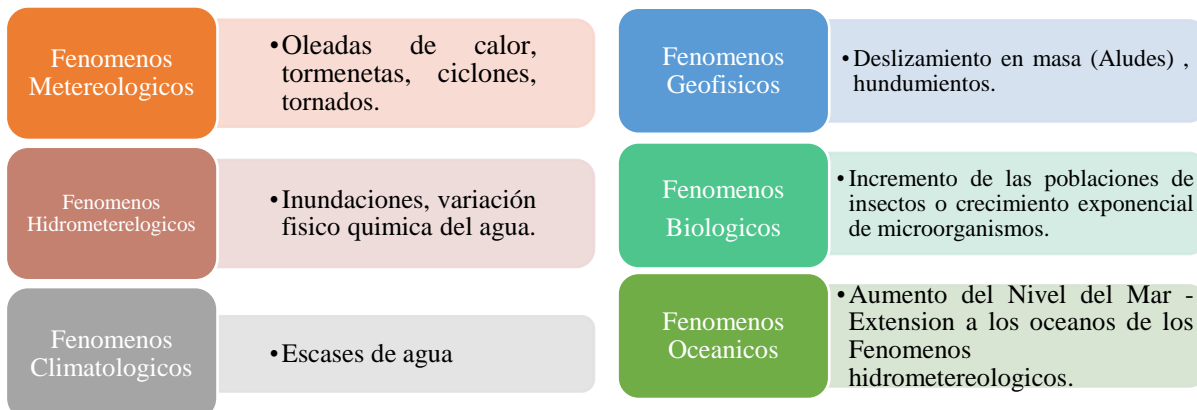 Fenomenos
Metereologicos
•Oleadas de calor,
tormenetas, ciclones,
tornados.
Fenomenos
Hidrometerelogicos
•Inundaciones, variación
fisico quimica del agua.
Fenomenos
Climatologicos
•Escases de agua
Fenomenos
Geofisicos
•Deslizamiento en masa (Aludes) ,
hundumientos.
Fenomenos
Biologicos
•Incremento de las poblaciones de
insectos o crecimiento exponencial
de microorganismos.
Fenomenos
Oceanicos
•Aumento del Nivel del Mar -
Extension a los oceanos de los
Fenomenos
hidrometereologicos.